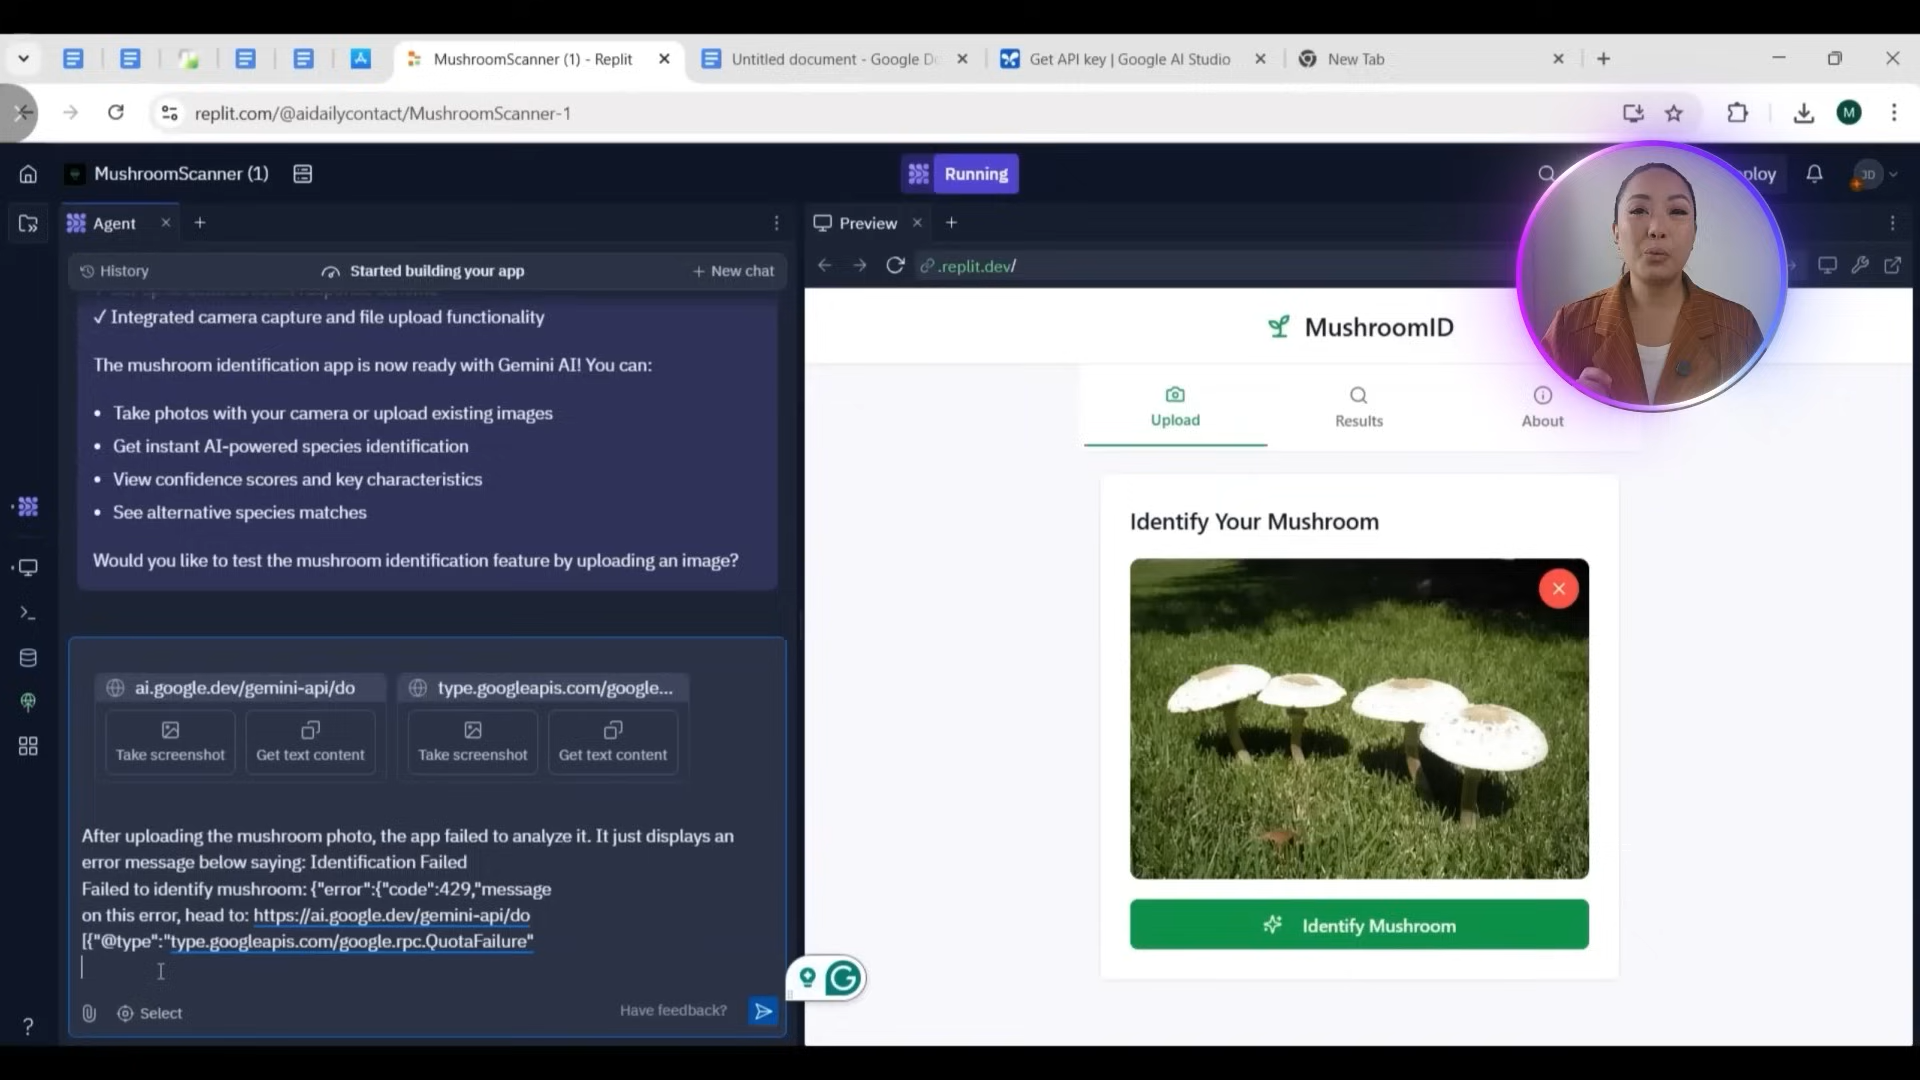 MushroomScanner (1) - Replit
Untitled document - Google D
Get API key | Google AI Studio
New Tab
replit.com/@aidailycontact/MushroomScanner-1
M
MushroomScanner (1)
Running
ploy
JD
Agent
Preview
History
Started building your app
+ New chat
.replit.dev/
✓ Integrated camera capture and file upload functionality
The mushroom identification app is now ready with Gemini AI! You can:
• Take photos with your camera or upload existing images
• Get instant AI-powered species identification
• View confidence scores and key characteristics
• See alternative species matches
Would you like to test the mushroom identification feature by uploading an image?
ai.google.dev/gemini-api/do
type.googleapis.com/google...
Take screenshot
Get text content
Take screenshot
Get text content
After uploading the mushroom photo, the app failed to analyze it. It just displays an
error message below saying: Identification Failed
Failed to identify mushroom: {"error":{"code":429,"message
on this error, head to: https://ai.google.dev/gemini-api/do
[{"@type":"type.googleapis.com/google.rpc.QuotaFailure"
Select
Have feedback?
MushroomID
Upload
Results
About
Identify Your Mushroom
Identify Mushroom